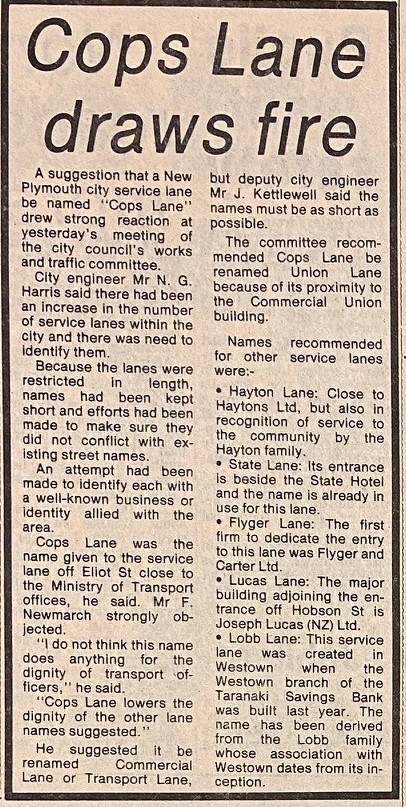 Cops Lane
draws fire
A suggestion that a New
Plymouth city service lane
be named "Cops Lane"
drew strong reaction at
yesterday's meeting of
the city council's works
and traffic committee.
City engineer Mr N. G.
Harris said there had been
an increase in the number
of service lanes within the
city and there was need to
identify them.
Because the lanes were
restricted in length,
names had been kept
short and efforts had been
made to make sure they
did not conflict with ex-
isting street names.
An attempt had been
made to identify each with
a well-known business or
identity allied with the
area.
Cops Lane was the
name given to the service
lane off Eliot St close to
the Ministry of Transport
offices, he said. Mr F.
Newmarch strongly ob-
jected.
"I do not think this name
does anything for the
dignity of transport of-
ficers," he said.
"Cops Lane lowers the
dignity of the other lane
names suggested."
He suggested it be
renamed Commercial
Lane or Transport Lane,
but deputy city engineer
Mr J. Kettlewell said the
names must be as short as
possible.
The committee recom-
mended Cops Lane be
renamed Union Lane
because of its proximity to
the Commercial Union
building.
Names recommended
for other service lanes
were:-
• Hayton Lane: Close to
Haytons Ltd, but also in
recognition of service to
the community by the
Hayton family.
• State Lane: Its entrance
is beside the State Hotel
and the name is already in
use for this lane.
• Flyger Lane: The first
firm to dedicate the entry
to this lane was Flyger and
Carter Ltd.
• Lucas Lane: The major
building adjoining the en-
trance off Hobson St is
Joseph Lucas (NZ) Ltd.
• Lobb Lane: This service
lane was created in
Westown when the
Westown branch of the
Taranaki Savings Bank
was built last year. The
name has been derived
from the Lobb family
whose association with
Westown dates from its in-
ception.